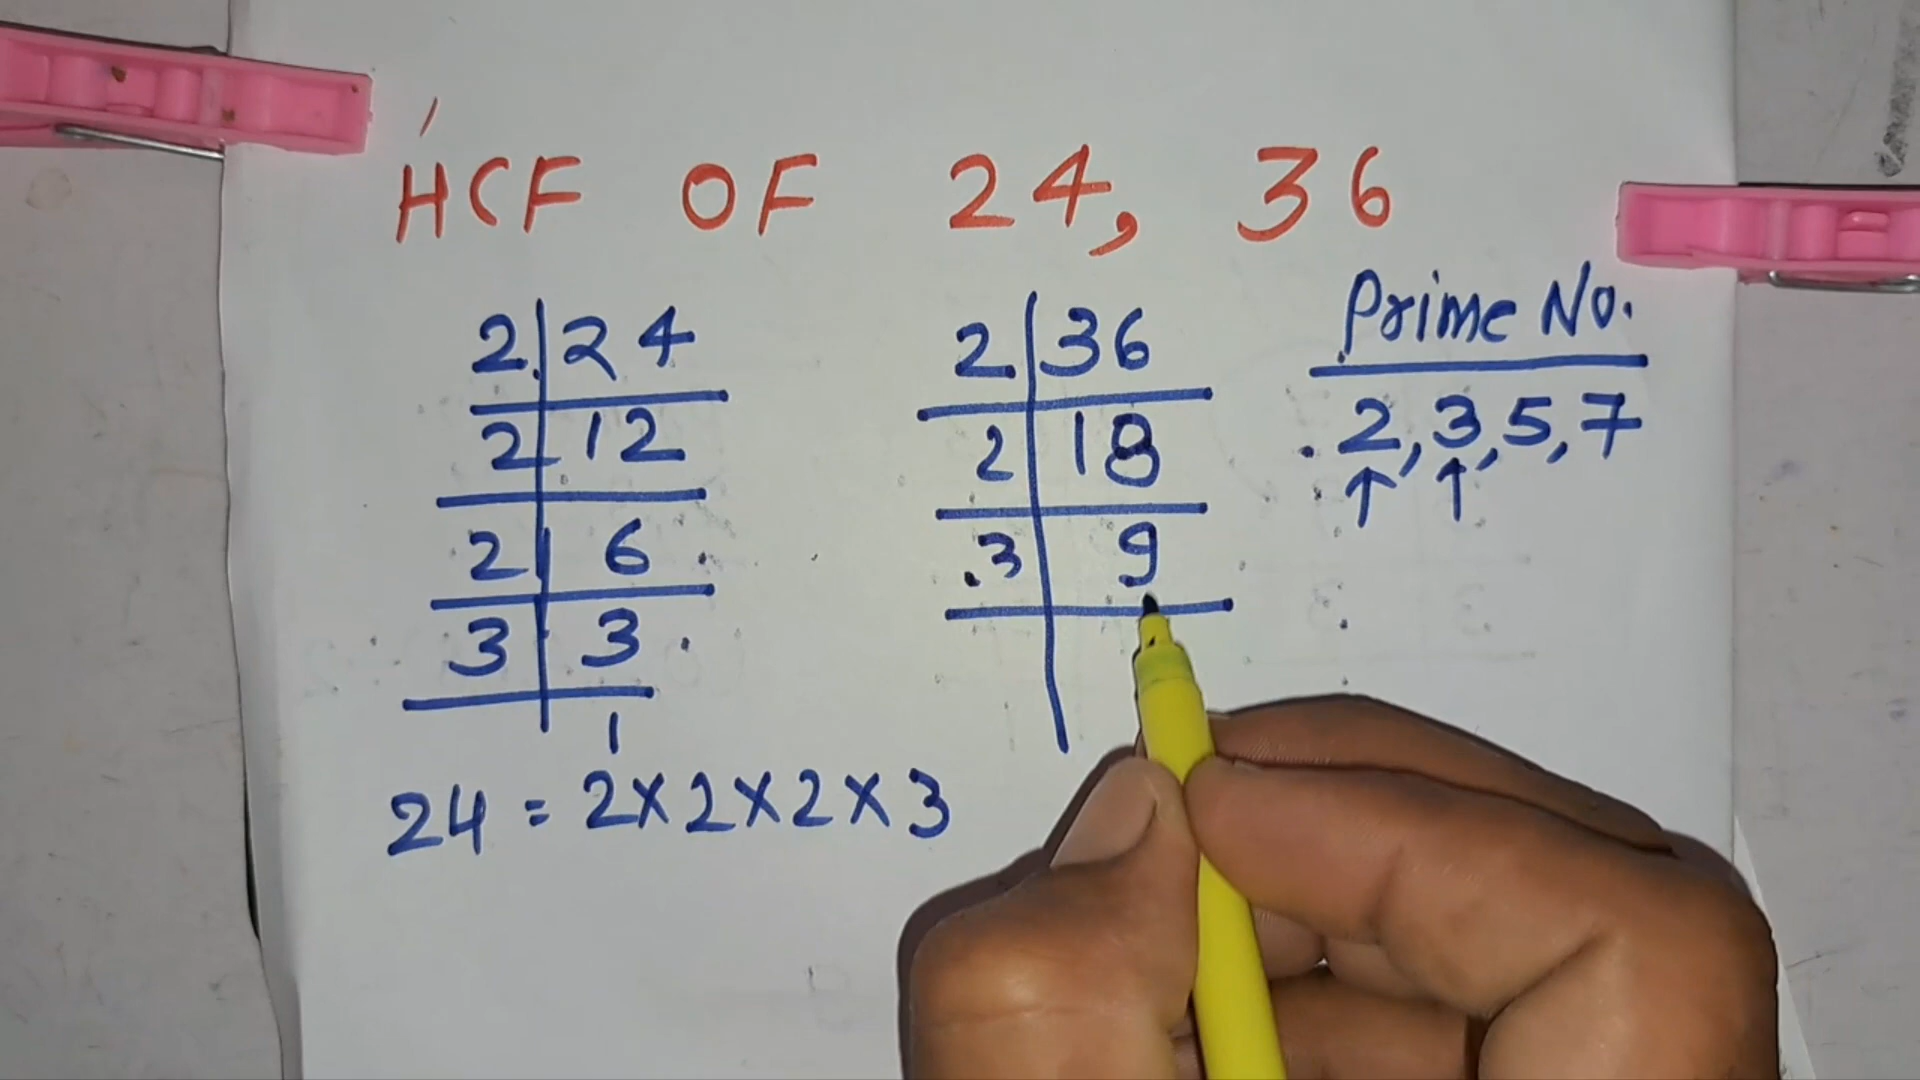 HCF OF 24, 36
2 24
2 12
2 6
3 3
1
2 36
2 18
3 9
Prime No.
2, 3, 5, 7
24 = 2×2×2×3